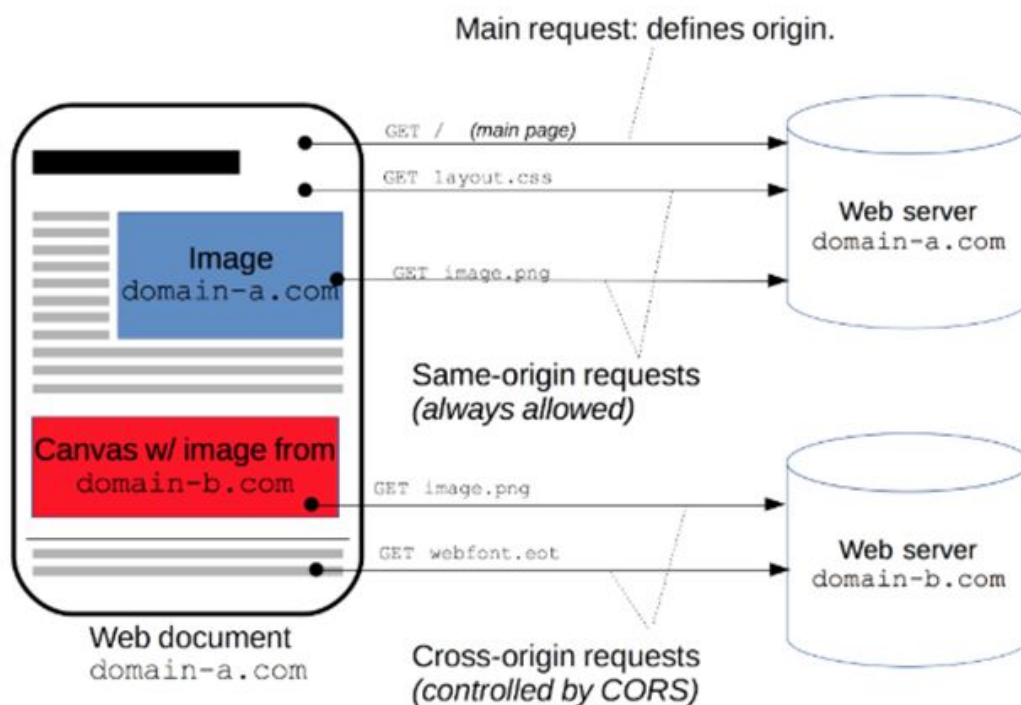 Main request: defines origin.
GET / (main page)
GET layout.css
Web server
domain-a.com
Image
domain-a.com
GET image.png
Same-origin requests
(always allowed)
Canvas w/ image from
domain-b.com
GET image.png
GET webfont.eot
Web server
domain-b.com
Web document
domain-a.com
Cross-origin requests
(controlled by CORS)